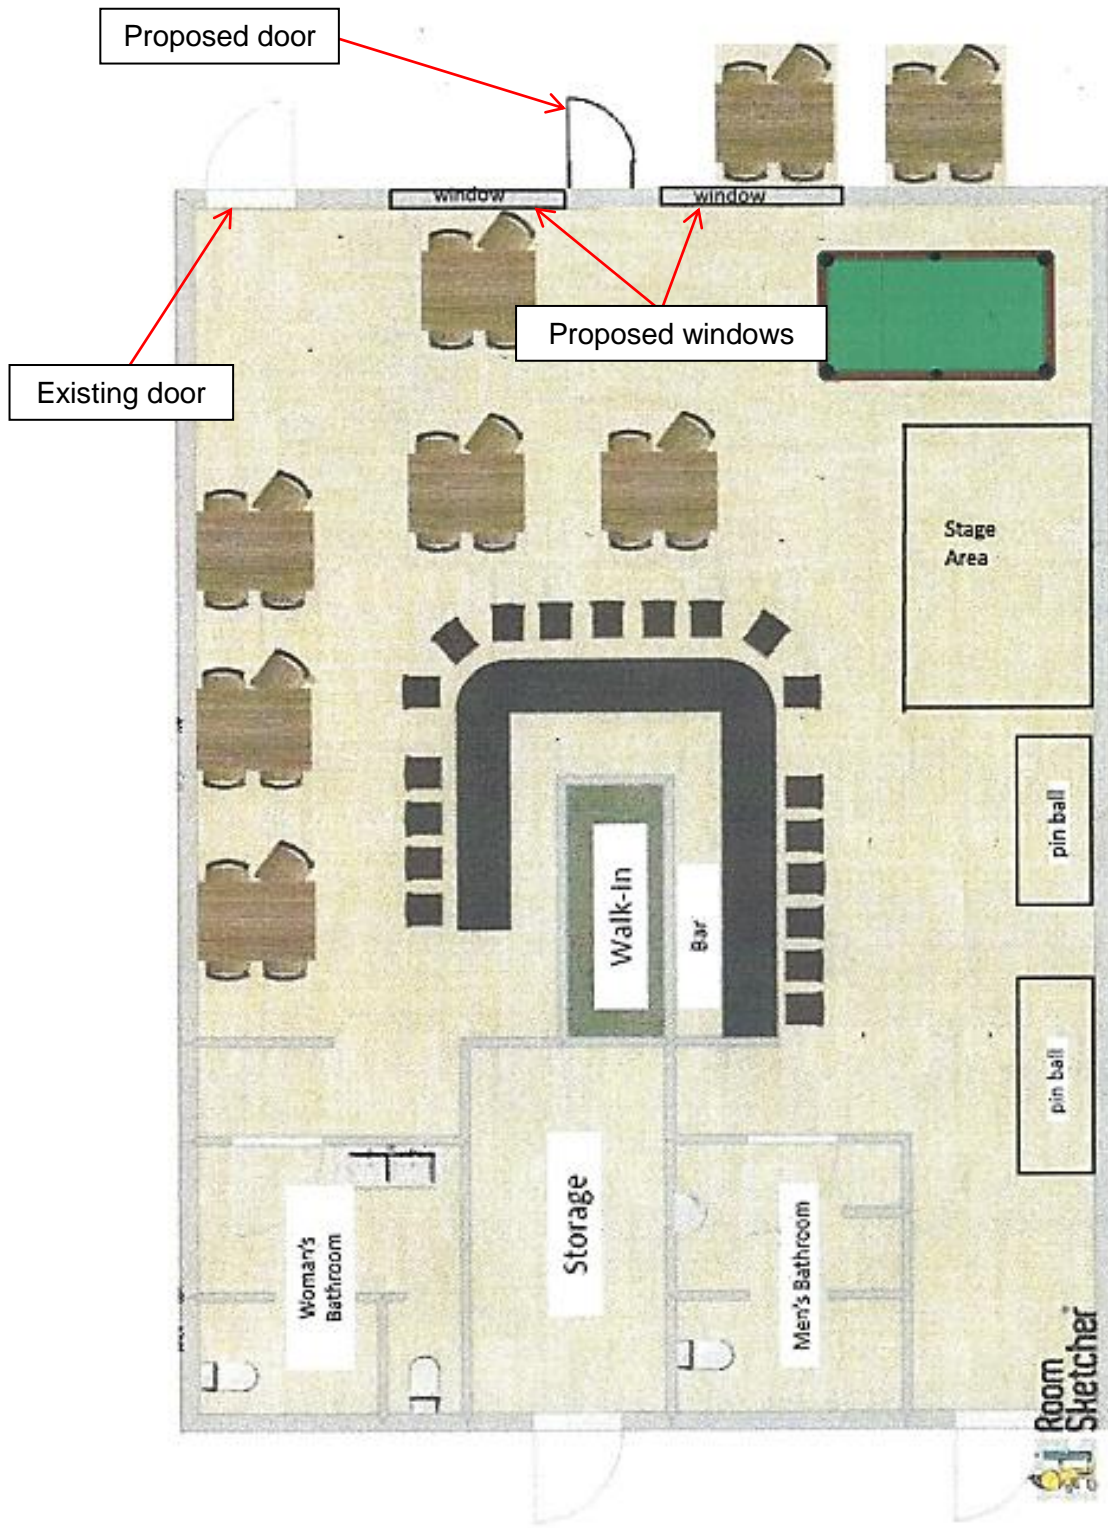 Proposed door
window
window
Proposed windows
Existing door
Stage
Area
pin ball
Walk-In
Bar
pin ball
Storage
Woman's
Bathroom
Men's Bathroom
Room
Sketcher